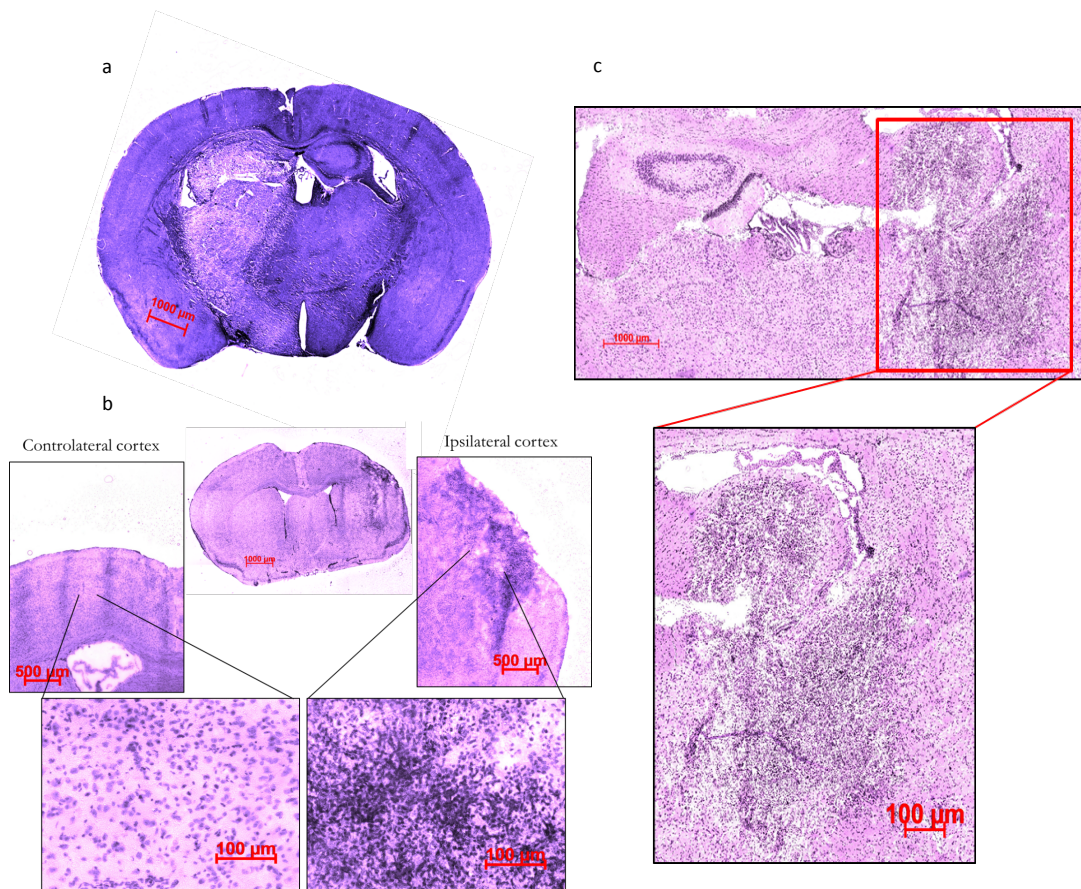 a
1000 µm
b
Controlateral cortex
Ipsilateral cortex
1000 µm
500 µm
500 µm
100 µm
100 µm
c
1000 µm
100 µm